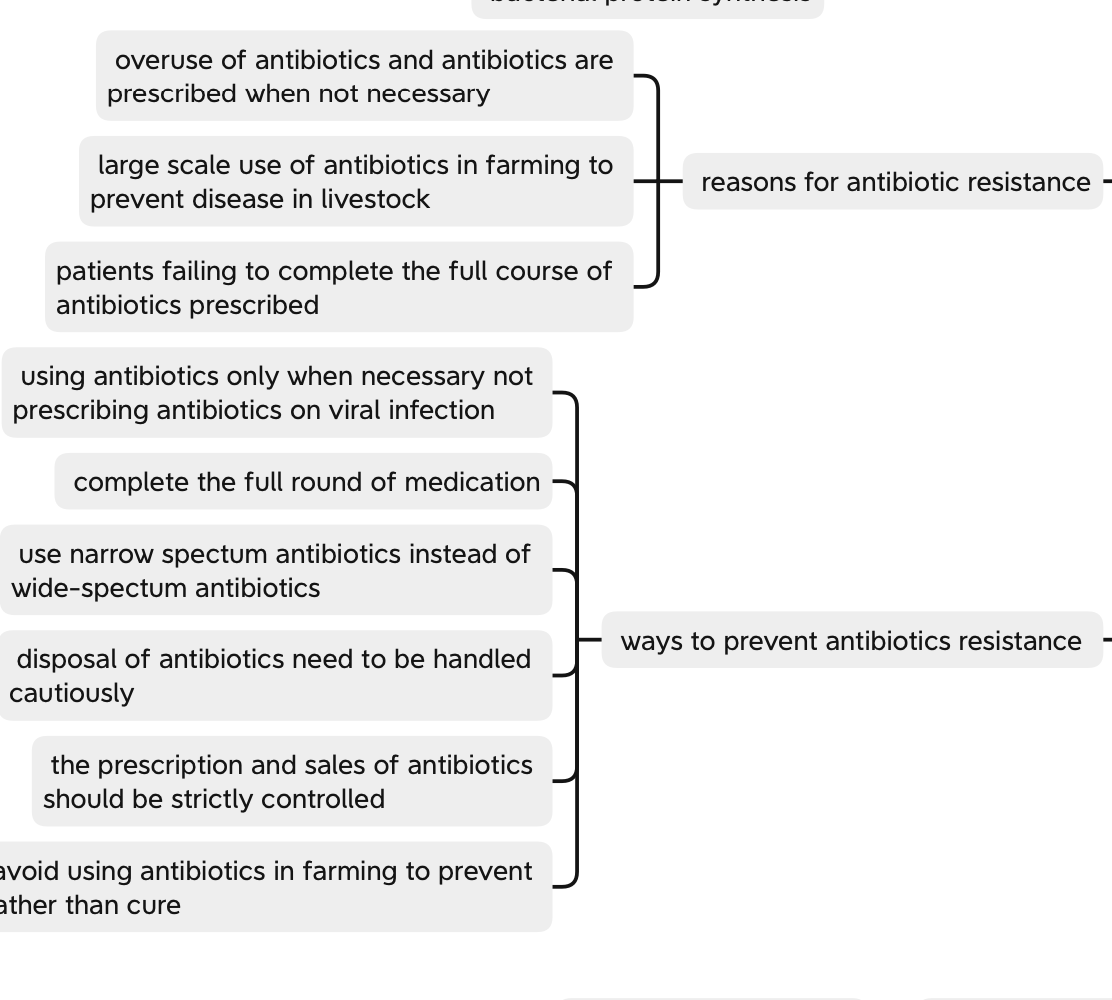 bacterial protein synthesis
overuse of antibiotics and antibiotics are
prescribed when not necessary
large scale use of antibiotics in farming to
prevent disease in livestock
patients failing to complete the full course of
antibiotics prescribed
reasons for antibiotic resistance
using antibiotics only when necessary not
prescribing antibiotics on viral infection
complete the full round of medication
use narrow spectum antibiotics instead of
wide-spectum antibiotics
disposal of antibiotics need to be handled
cautiously
the prescription and sales of antibiotics
should be strictly controlled
avoid using antibiotics in farming to prevent
ather than cure
ways to prevent antibiotics resistance